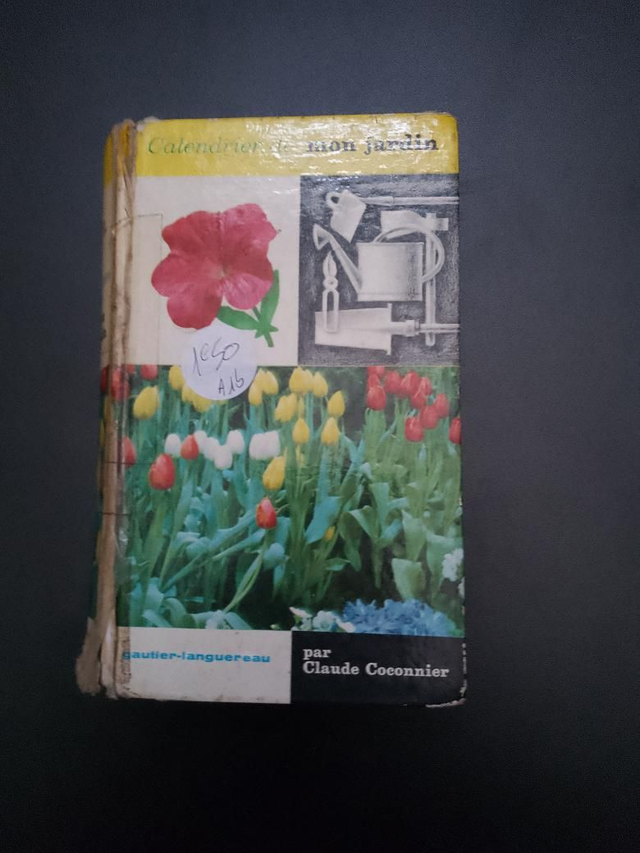 Calendrier de mon jardin
1€50
A16
gautier-languereau
par
Claude Coconnier